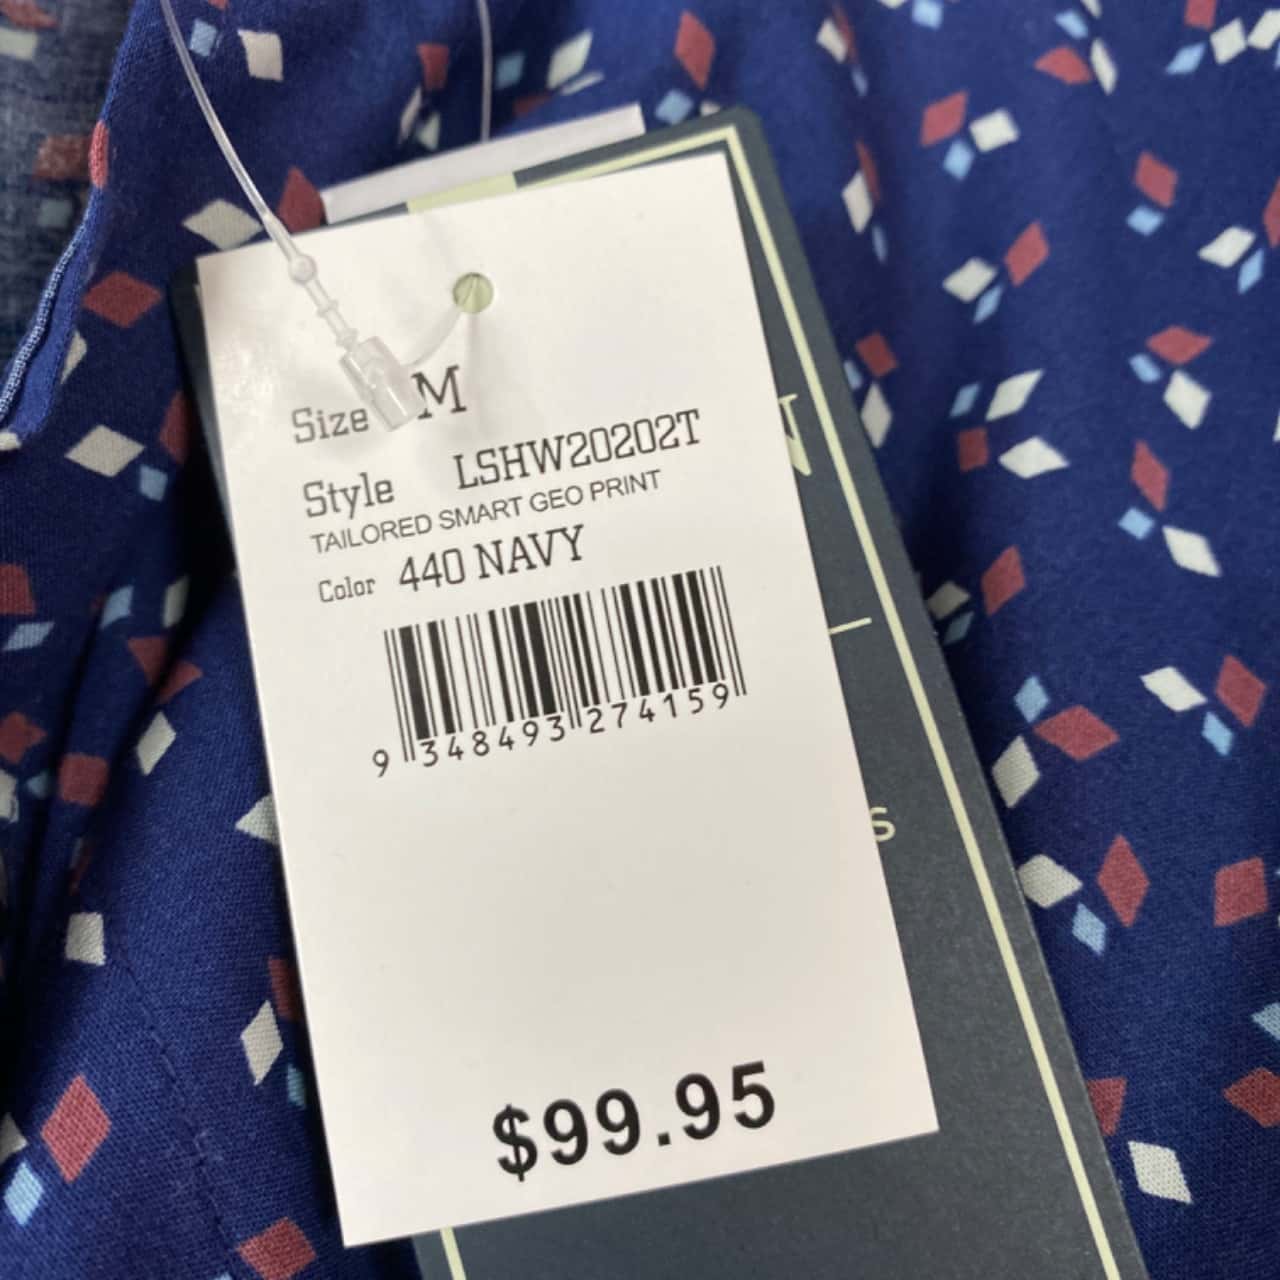 Size M
Style LSHW20202T
TAILORED SMART GEO PRINT
Color 440 NAVY
9 348493 274159
$99.95